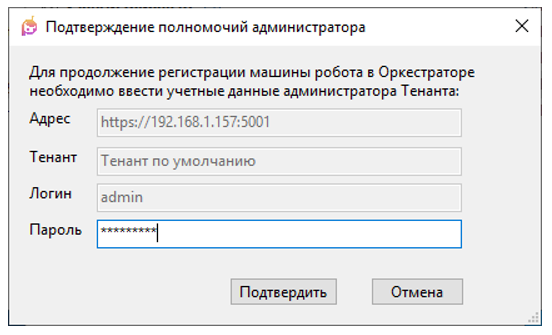 Подтверждение полномочий администратора
Для продолжение регистрации машины робота в Оркестраторе
необходимо ввести учетные данные администратора Тенанта:
Адрес https://192.168.1.157:5001
Тенант Тенант по умолчанию
Логин admin
Пароль *********
Подтвердить Отмена